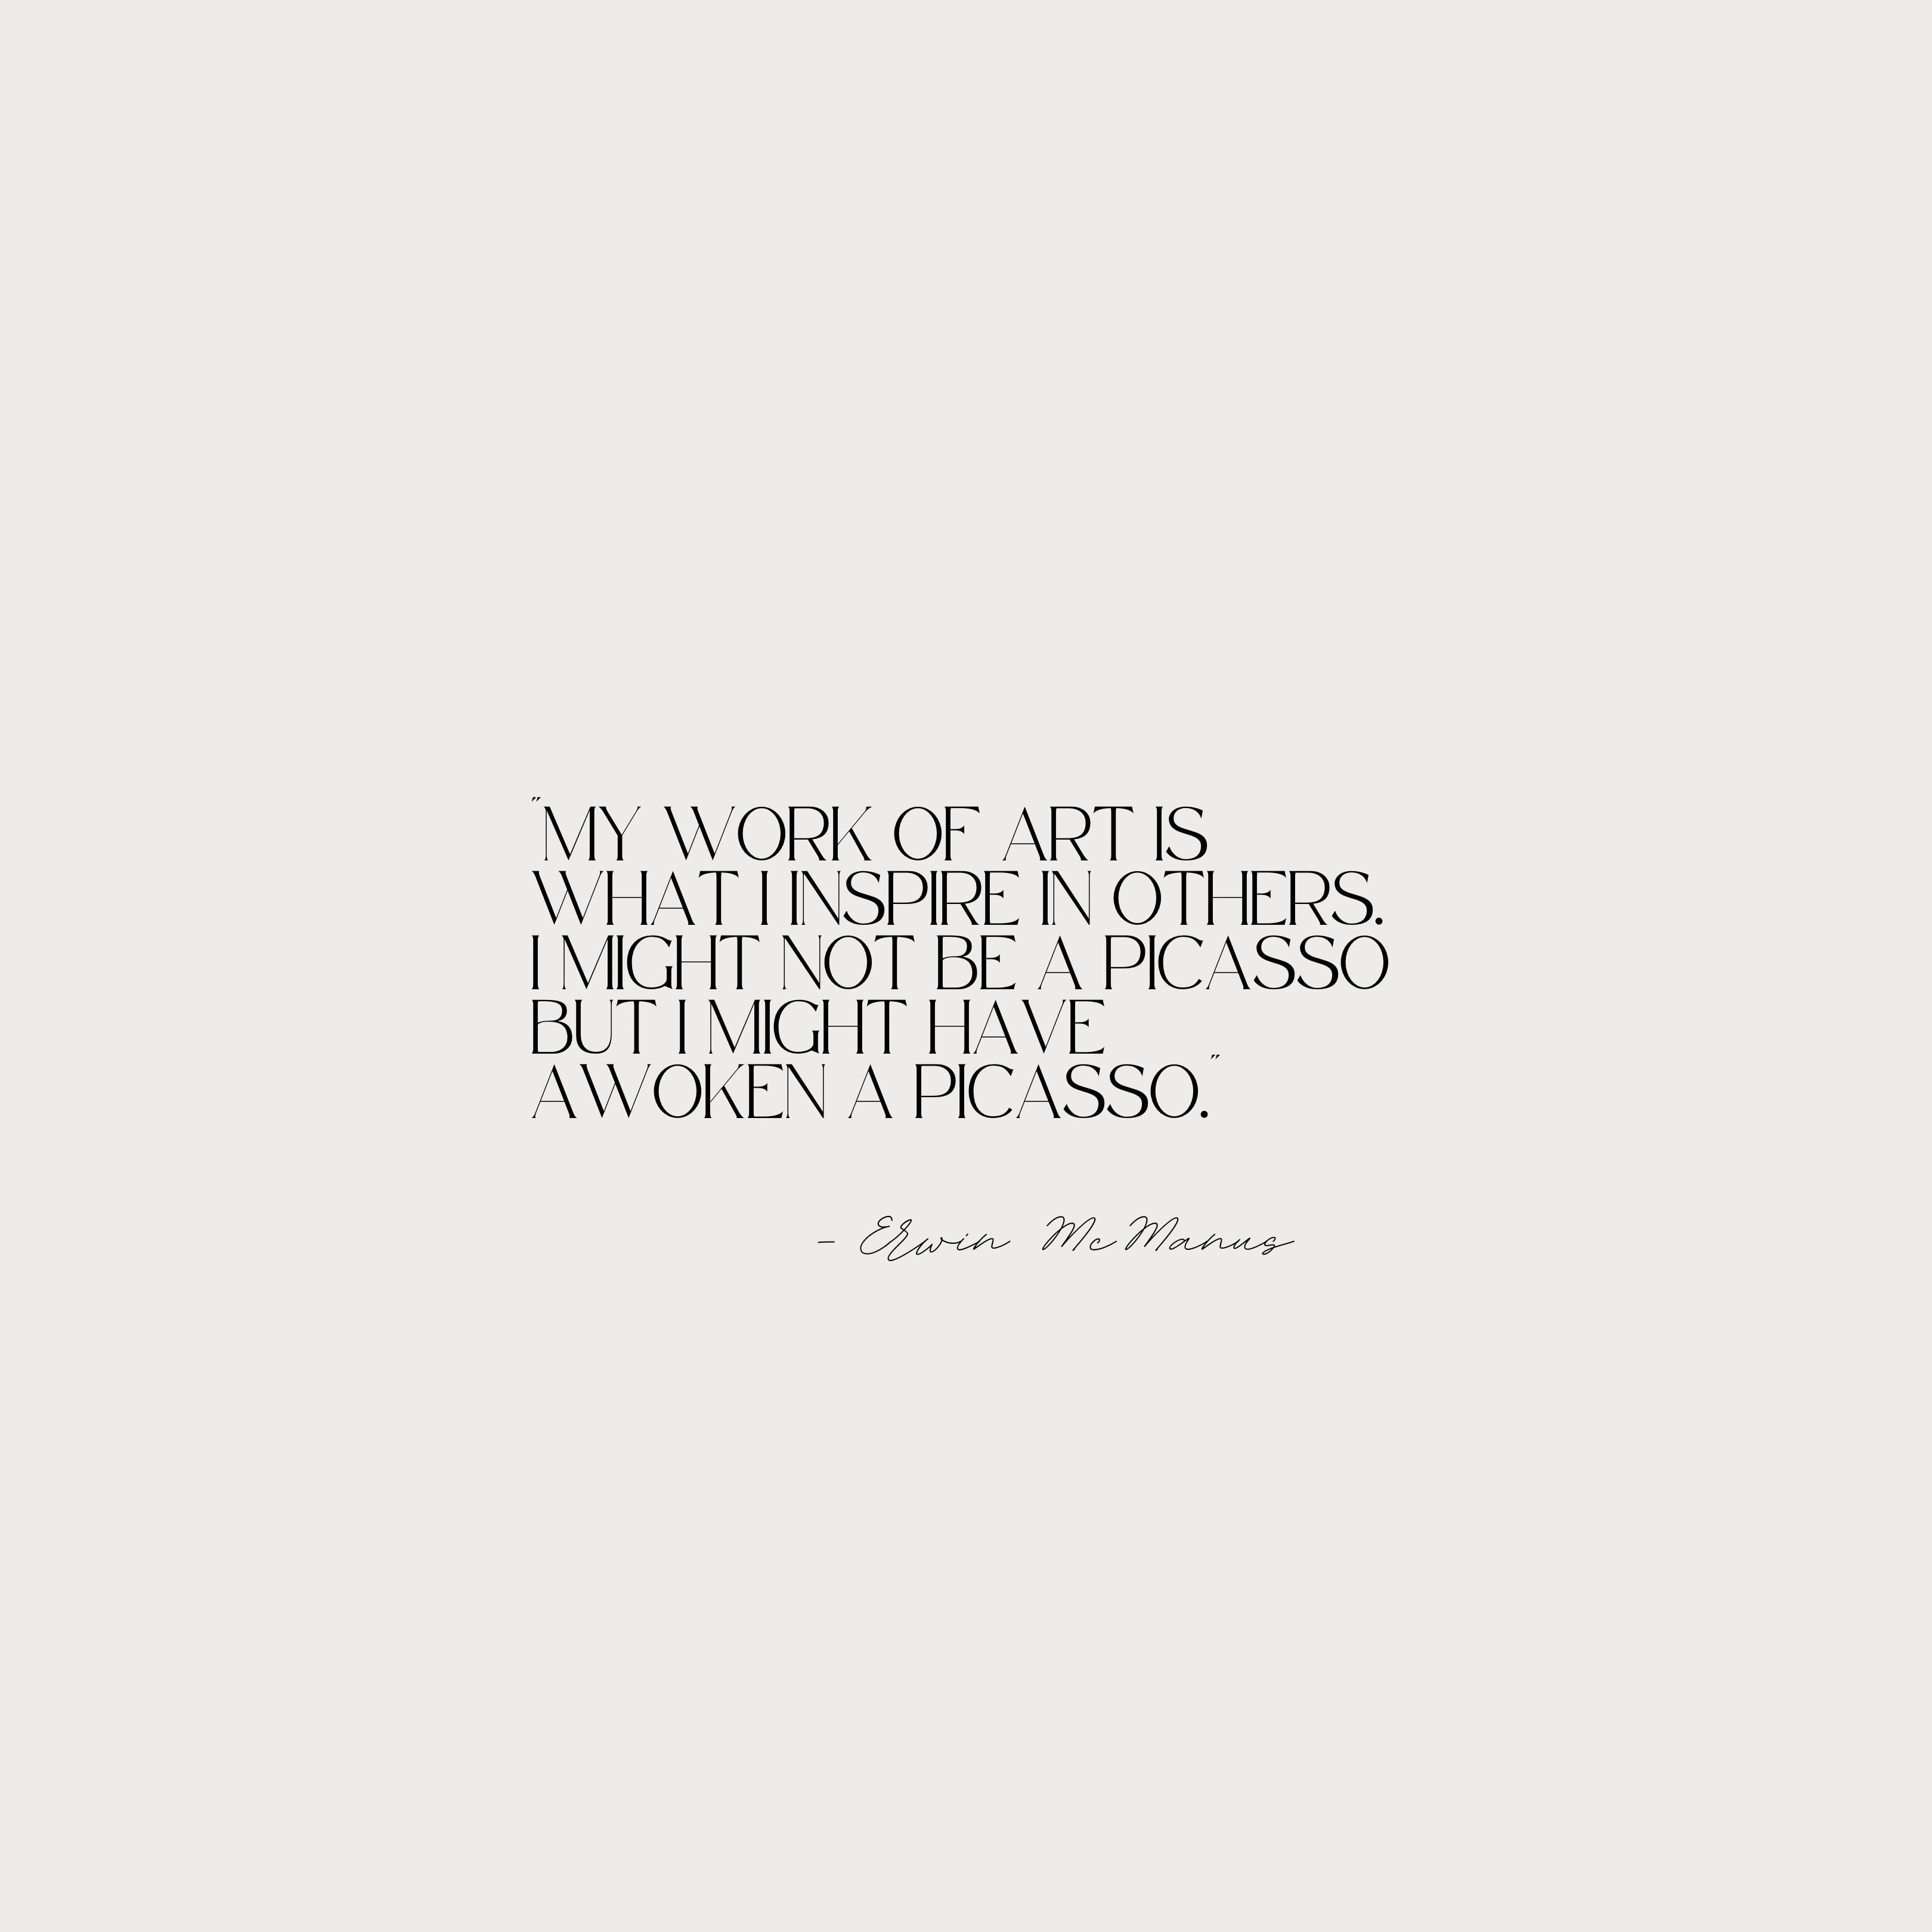 "MY WORK OF ART IS
WHAT I INSPIRE IN OTHERS.
I MIGHT NOT BE A PICASSO
BUT I MIGHT HAVE
AWOKEN A PICASSO."
- Erwin McManus